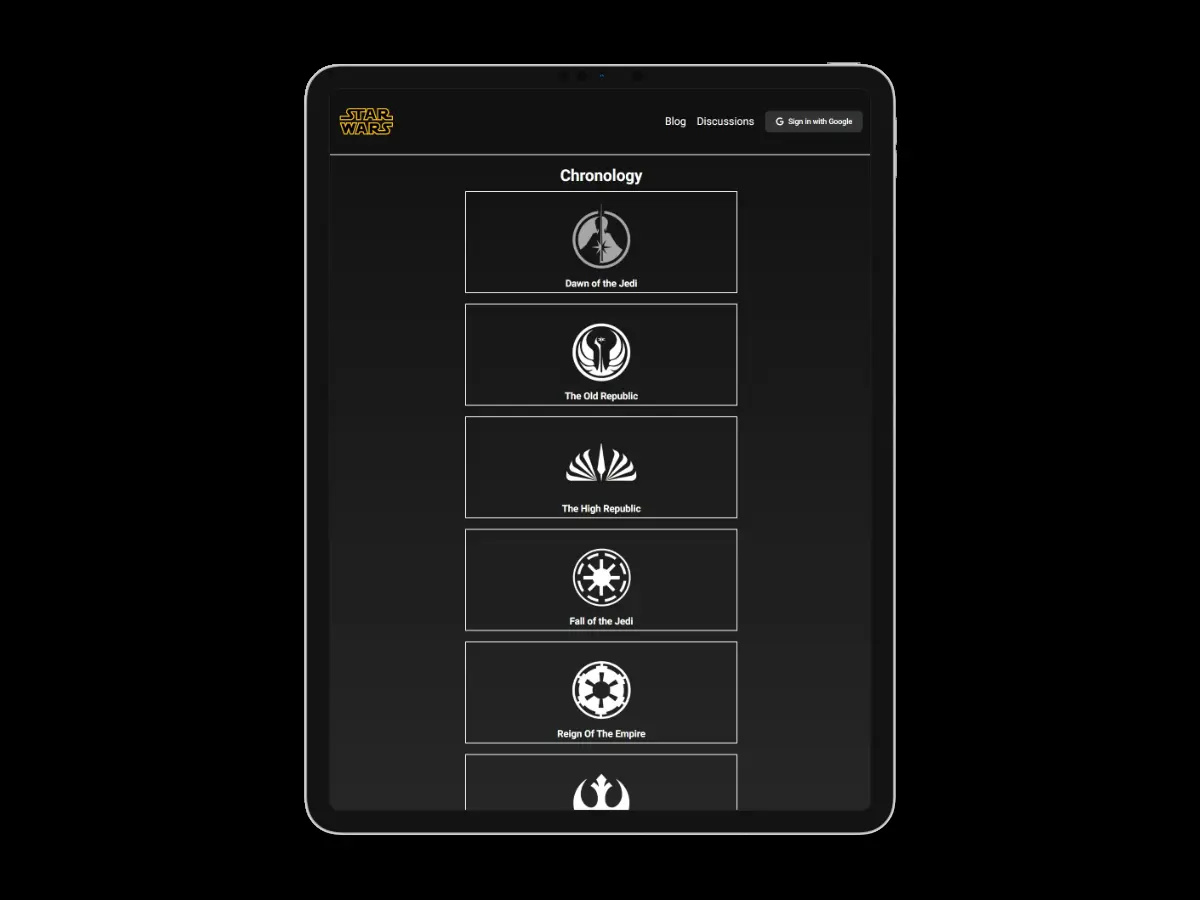 STAR
WARS
Blog
Discussions
Sign in with Google
Chronology
Dawn of the Jedi
The Old Republic
The High Republic
Fall of the Jedi
Reign Of The Empire